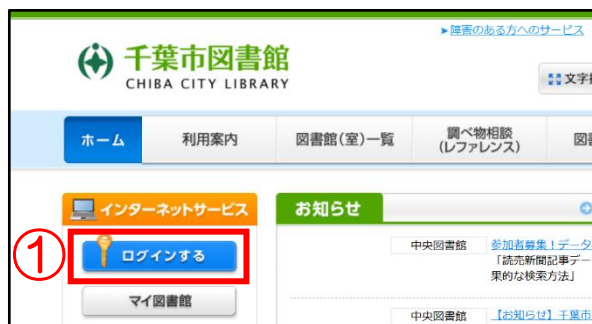 ➤障害のある方へのサービス
千葉市図書館
CHIBA CITY LIBRARY
文字
ホーム
利用案内
図書館(室)一覧
調べ物相談
(レファレンス)
図
インターネットサービス
お知らせ
①
ログインする
中央図書館
参加者募集！データ
「読売新聞記事デー
果的な検索方法」
マイ図書館
中央図書館
【お知らせ】千葉市